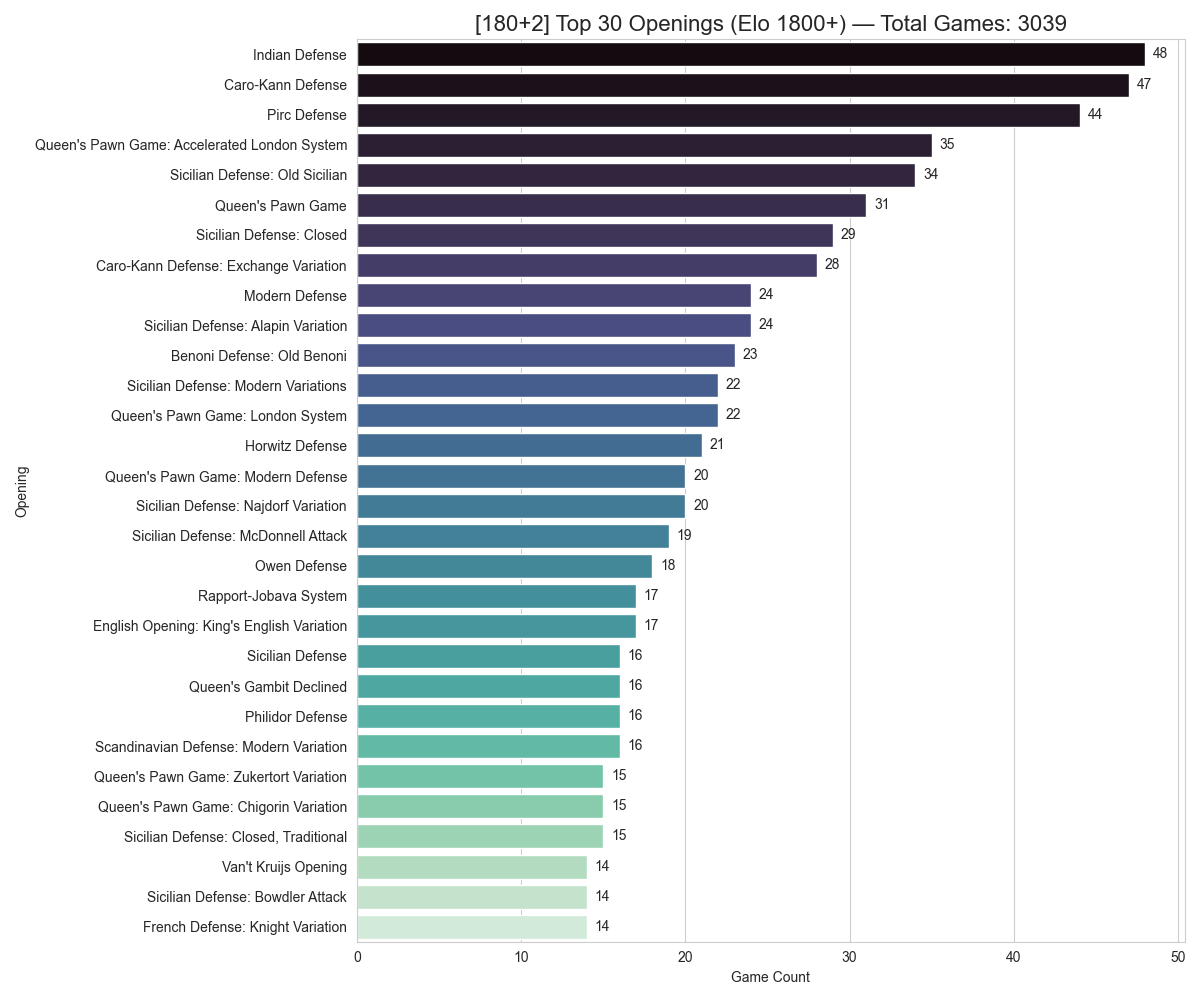 [180+2] Top 30 Openings (Elo 1800+) — Total Games: 3039
Indian Defense 48
Caro-Kann Defense 47
Pirc Defense 44
Queen's Pawn Game: Accelerated London System 35
Sicilian Defense: Old Sicilian 34
Queen's Pawn Game 31
Sicilian Defense: Closed 29
Caro-Kann Defense: Exchange Variation 28
Modern Defense 24
Sicilian Defense: Alapin Variation 24
Benoni Defense: Old Benoni 23
Sicilian Defense: Modern Variations 22
Queen's Pawn Game: London System 22
Horwitz Defense 21
Queen's Pawn Game: Modern Defense 20
Sicilian Defense: Najdorf Variation 20
Sicilian Defense: McDonnell Attack 19
Owen Defense 18
Rapport-Jobava System 17
English Opening: King's English Variation 17
Sicilian Defense 16
Queen's Gambit Declined 16
Philidor Defense 16
Scandinavian Defense: Modern Variation 16
Queen's Pawn Game: Zukertort Variation 15
Queen's Pawn Game: Chigorin Variation 15
Sicilian Defense: Closed, Traditional 15
Van't Kruijs Opening 14
Sicilian Defense: Bowdler Attack 14
French Defense: Knight Variation 14
0 10 20 30 40 50
Game Count
Opening